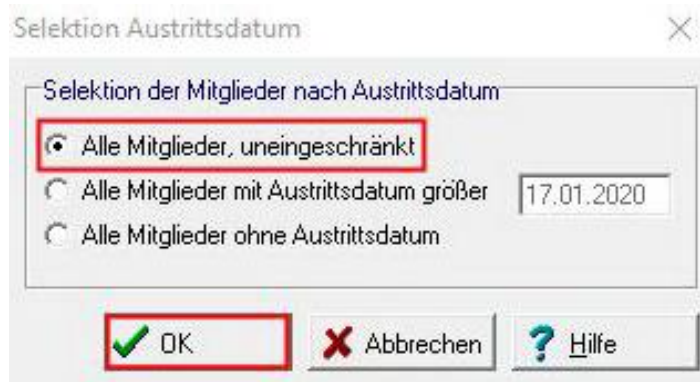 Selektion Austrittsdatum
Selektion der Mitglieder nach Austrittsdatum
Alle Mitglieder, uneingeschränkt
Alle Mitglieder mit Austrittsdatum größer 17.01.2020
Alle Mitglieder ohne Austrittsdatum
OK Abbrechen Hilfe